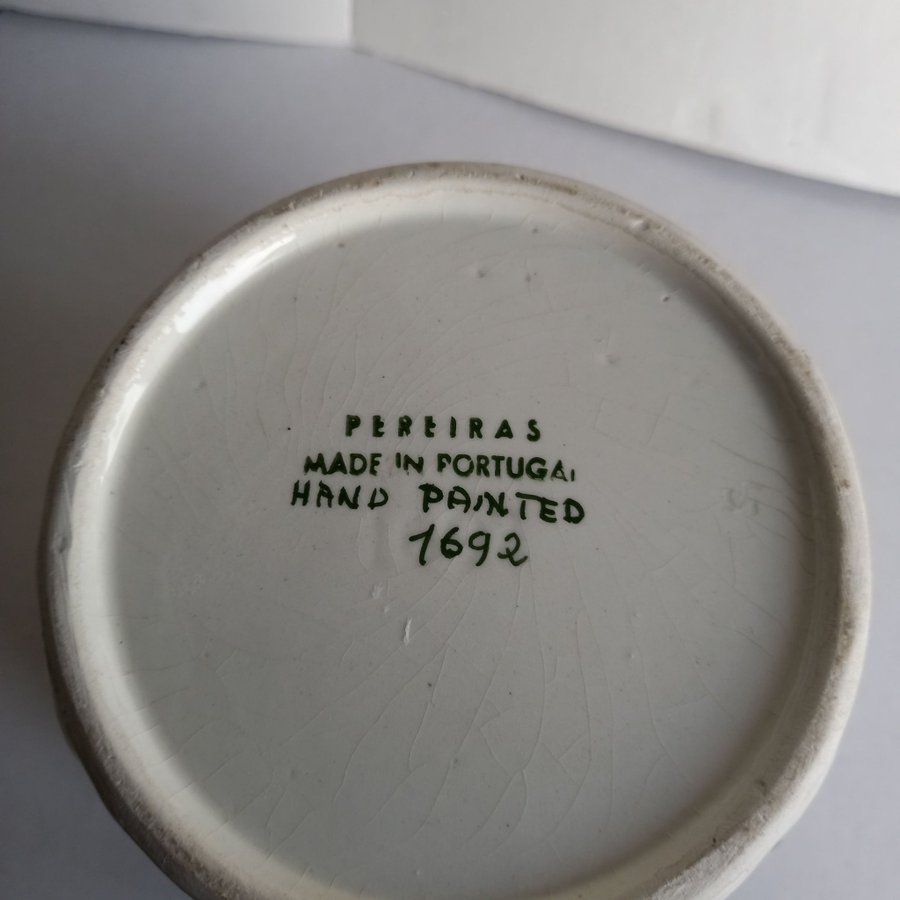 PEREIRAS
MADE IN PORTUGAL
HAND PAINTED
1692